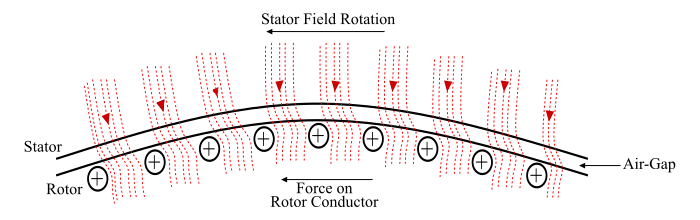 Stator Field Rotation
Stator
Air-Gap
Rotor
Force on
Rotor Conductor